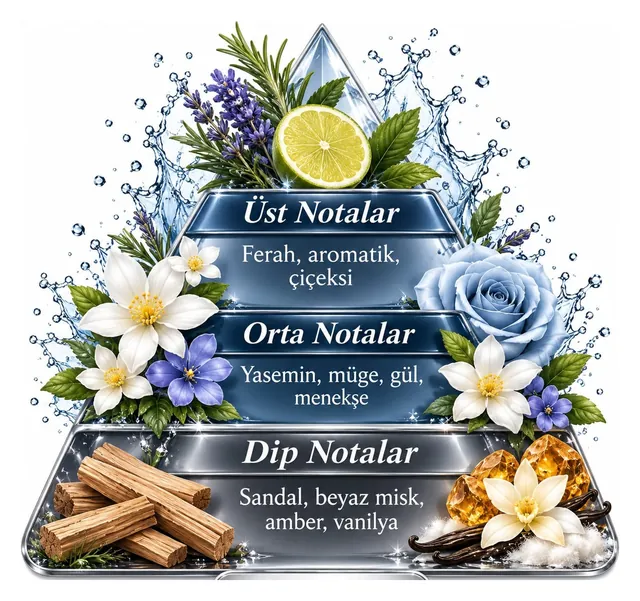 Üst Notalar
Ferah, aromatik,
çiçeksi
Orta Notalar
Yasemin, müge, gül,
menekşe
Dip Notalar
Sandal, beyaz misk,
amber, vanilya